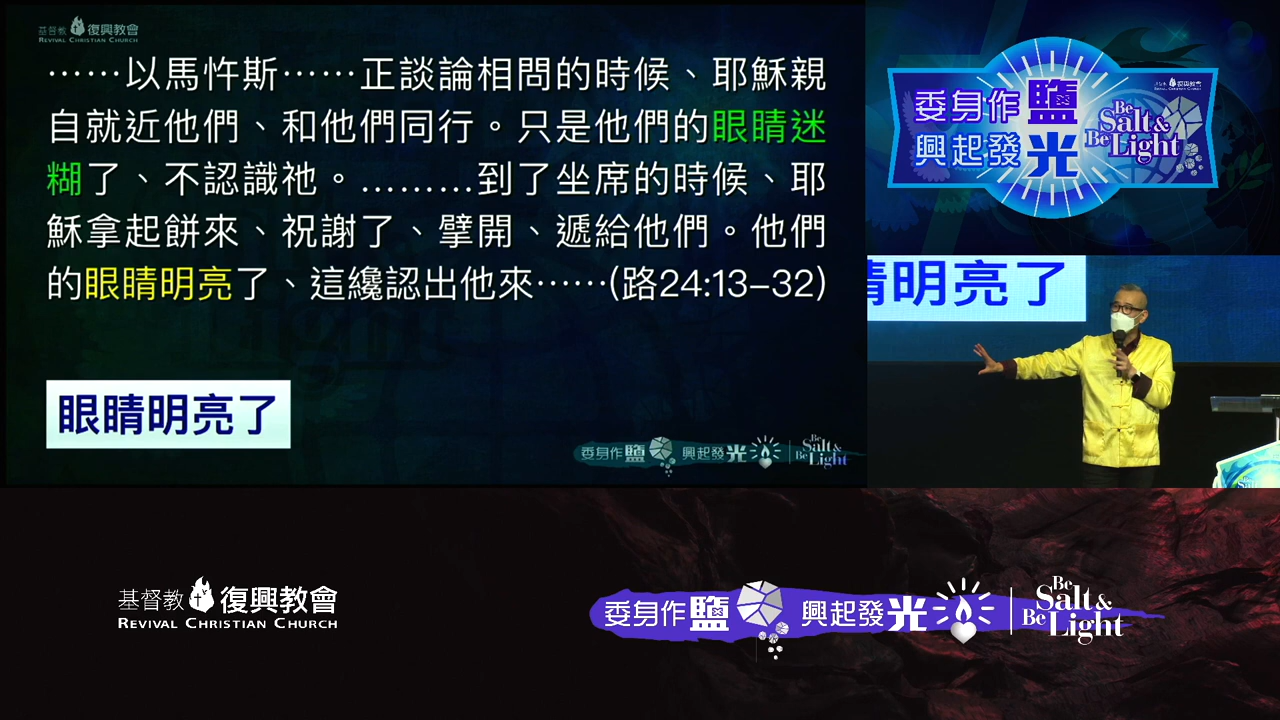 基督教 復興教會
REVIVAL CHRISTIAN CHURCH
……以馬忤斯……正談論相問的時候、耶穌親
自就近他們、和他們同行。只是他們的眼睛迷
糊了、不認識祂。………到了坐席的時候、耶
穌拿起餅來、祝謝了、擘開、遞給他們。他們
的眼睛明亮了、這纔認出他來……(路24:13–32)
眼睛明亮了
委身作鹽 興起發光 Be Salt & Be Light
委身作鹽
興起發光
Be Salt & Be Light
睛明亮了
基督教 復興教會
REVIVAL CHRISTIAN CHURCH
委身作鹽 興起發光 Be Salt & Be Light